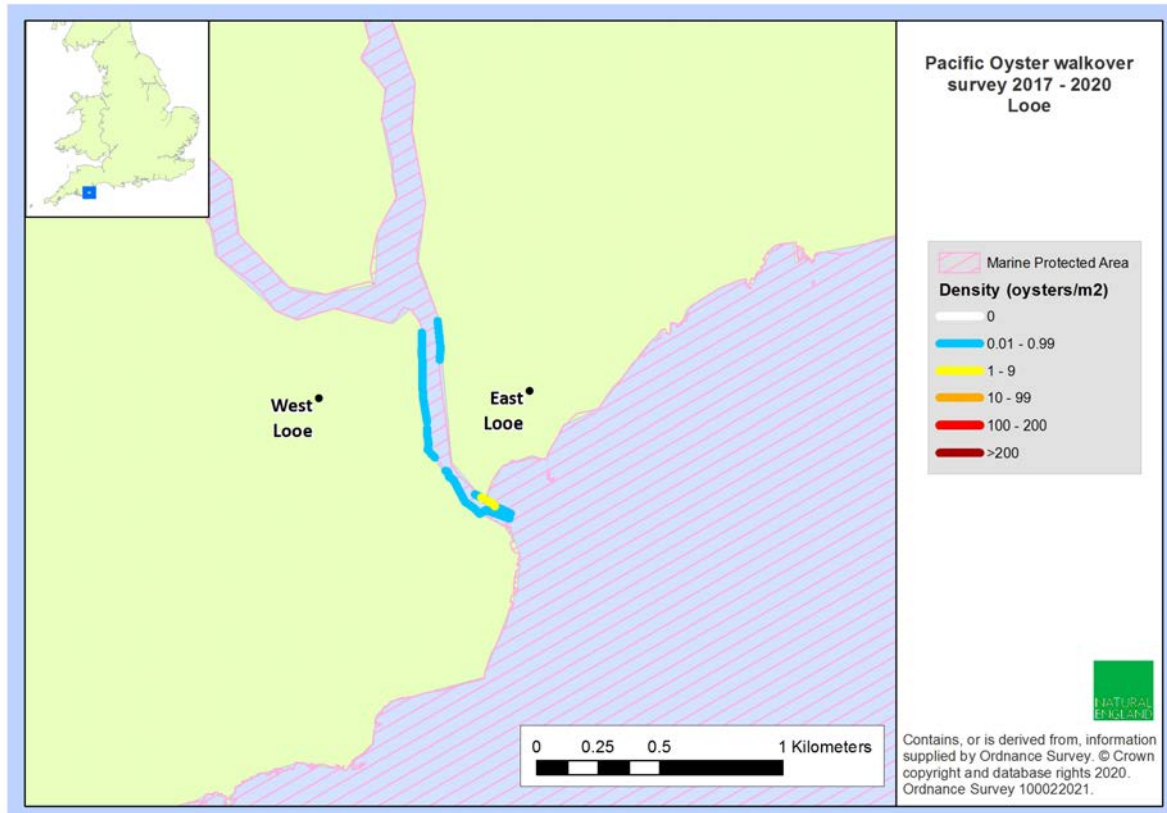 Pacific Oyster walkover
survey 2017 - 2020
Looe
Marine Protected Area
Density (oysters/m2)
0
0.01 - 0.99
1 - 9
10 - 99
100 - 200
>200
West
Looe
East
Looe
0 0.25 0.5 1 Kilometers
NATURAL
ENGLAND
Contains, or is derived from, information
supplied by Ordnance Survey. © Crown
copyright and database rights 2020.
Ordnance Survey 100022021.